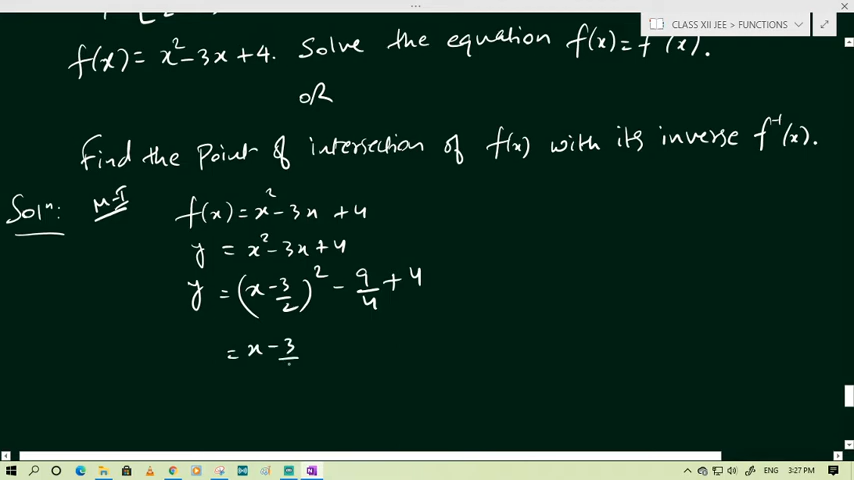 CLASS XII JEE > FUNCTIONS
f(x) = x² - 3x + 4. Solve the equation f(x) = f (x).
OR
Find the Point of intersection of f(x) with its inverse f⁻¹(x).
Solⁿ: M-I f(x) = x² - 3x + 4
y = x² - 3x + 4
y = (x - 3/2)² - 9/4 + 4
= x - 3
ENG 3:27 PM